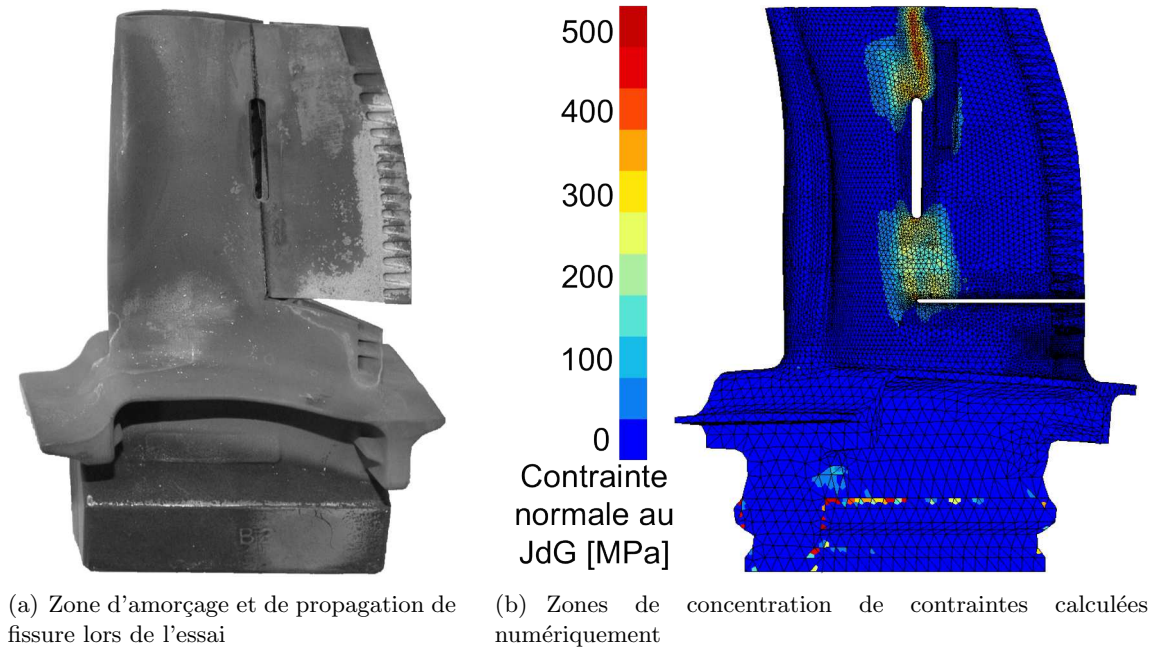 500
400
300
200
100
0
Contrainte
normale au
JdG [MPa]
(a) Zone d'amorçage et de propagation de
fissure lors de l'essai
(b) Zones de concentration de contraintes calculées
numériquement